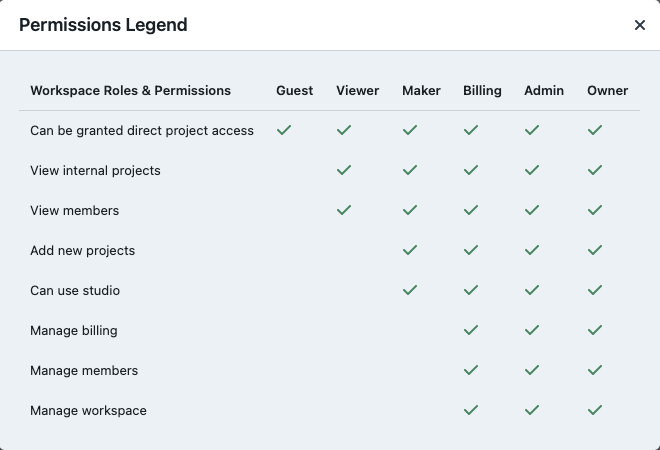 Permissions Legend
Workspace Roles & Permissions Guest Viewer Maker Billing Admin Owner
Can be granted direct project access ✓ ✓ ✓ ✓ ✓ ✓
View internal projects ✓ ✓ ✓ ✓ ✓
View members ✓ ✓ ✓ ✓ ✓
Add new projects ✓ ✓ ✓ ✓
Can use studio ✓ ✓ ✓ ✓
Manage billing ✓ ✓ ✓
Manage members ✓ ✓ ✓
Manage workspace ✓ ✓ ✓